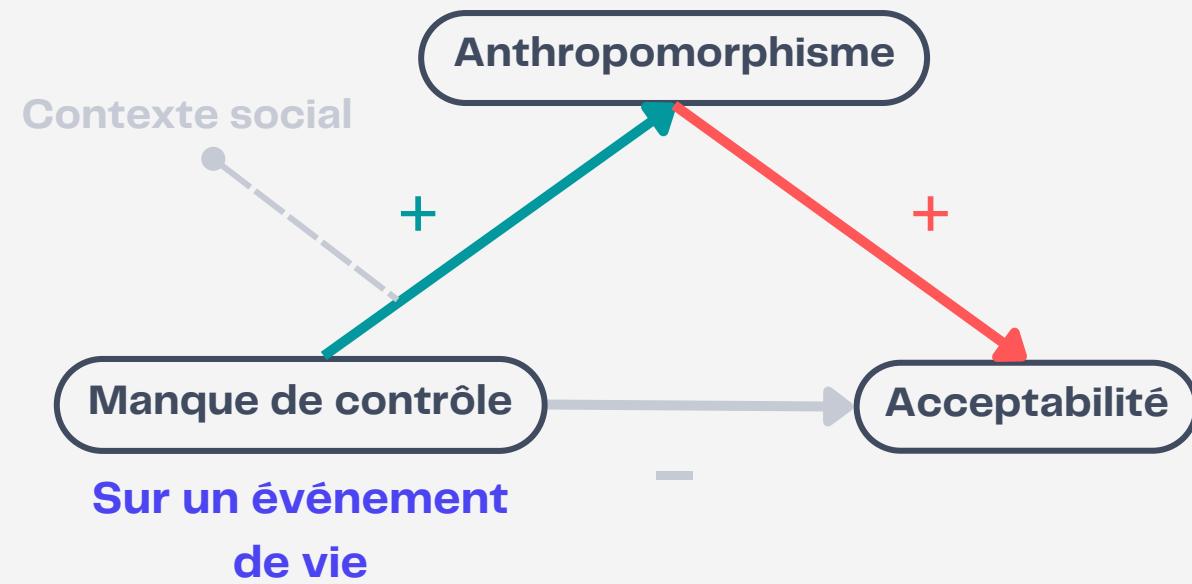 Anthropomorphisme
Contexte social
+
+
Manque de contrôle
Acceptabilité
–
Sur un événement
de vie